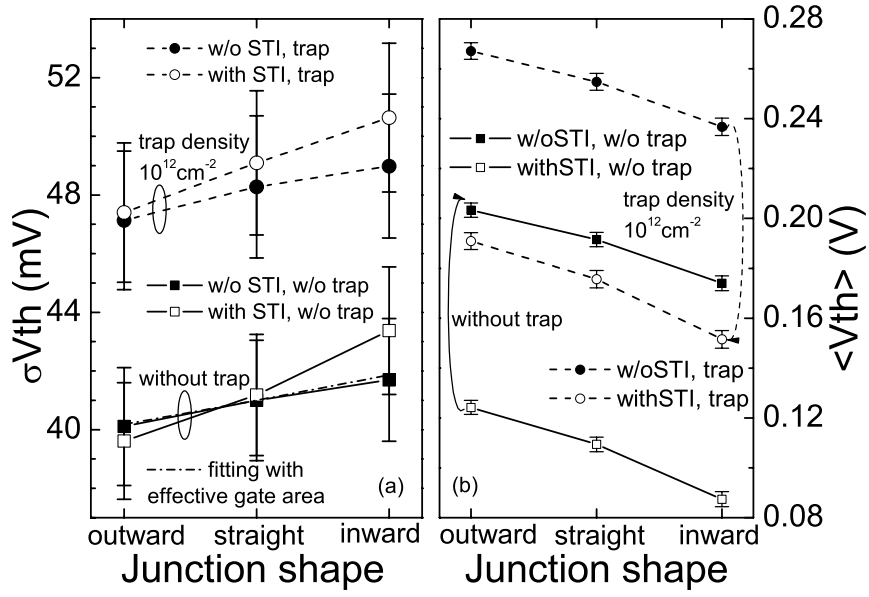 σVth (mV)
52
48
44
40
w/o STI, trap
with STI, trap
trap density
10¹²cm⁻²
w/o STI, w/o trap
with STI, w/o trap
without trap
fitting with
effective gate area
(a)
outward
straight
inward
Junction shape
w/oSTI, w/o trap
withSTI, w/o trap
trap density
10¹²cm⁻²
without trap
w/oSTI, trap
withSTI, trap
(b)
outward
straight
inward
Junction shape
0.28
0.24
0.20
0.16
0.12
0.08
<Vth> (V)